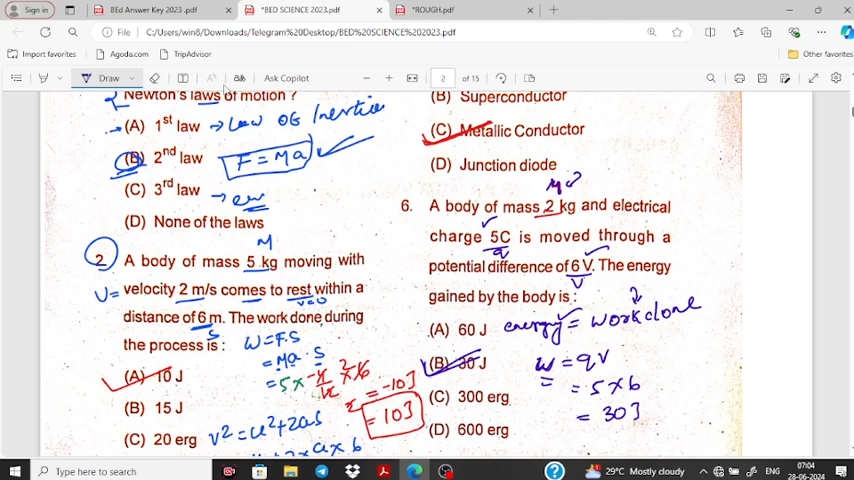 Sign in
BEd Answer Key 2023 .pdf
*BED SCIENCE 2023.pdf
*ROUGH.pdf
File
C:/Users/win8/Downloads/Telegram Desktop/BED%20SCIENCE%202023.pdf
Import favorites
Agoda.com
TripAdvisor
Other favorites
Draw
Ask Copilot
2
of 15
Newton's laws of motion ?
(A) 1st law → Law OG Inertia
(B) 2nd law
F = Ma
(C) 3rd law →
(D) None of the laws
M
2. A body of mass 5 kg moving with
U= velocity 2 m/s comes to rest within a
v=0
distance of 6 m. The work done during
S
the process is :
W = F.S
= Ma . S
(A) 10 J
(B) 15 J
= -10J
= 10J
(C) 20 erg
v² = u² + 2as
(B) Superconductor
(C) Metallic Conductor
(D) Junction diode
6. A body of mass 2 kg and electrical
charge 5C is moved through a
q
potential difference of 6 V. The energy
V
gained by the body is :
energy = work done
(A) 60 J
(B) 30 J
W = qV
= 5 x 6
= 30J
(C) 300 erg
(D) 600 erg
Type here to search
29°C Mostly cloudy
ENG
07:04
28-06-2024